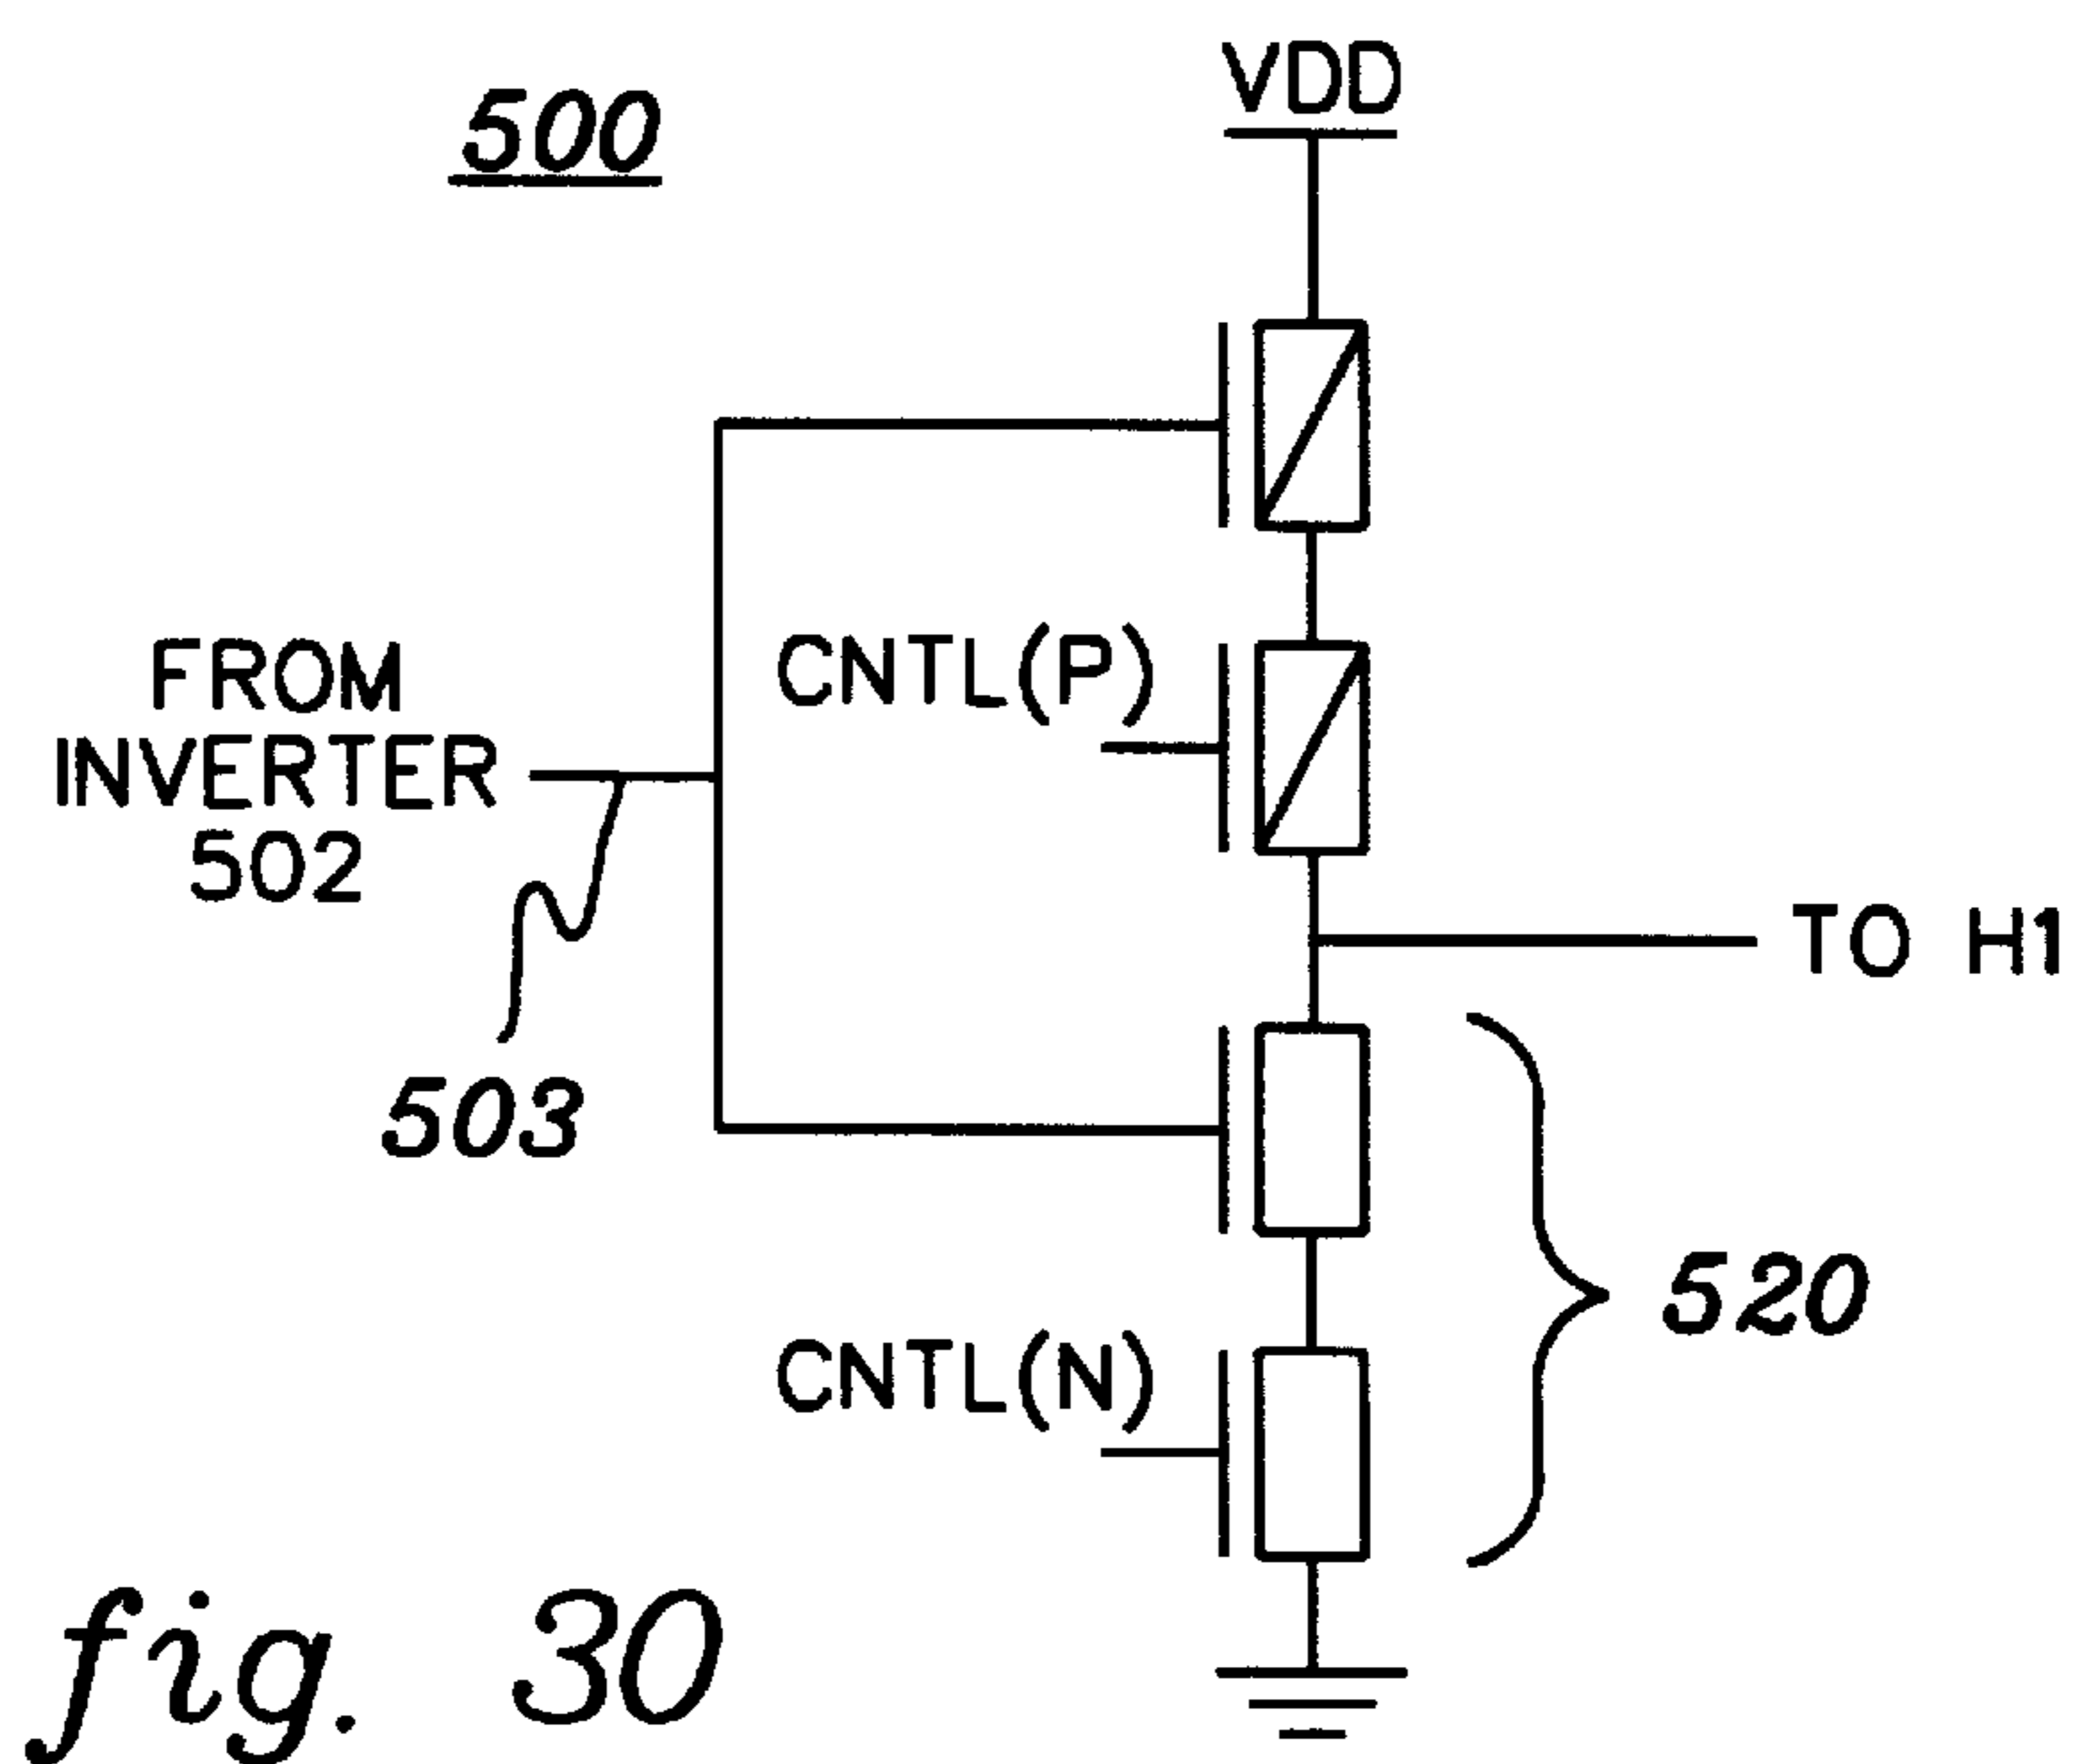 500
VDD
CNTL(P)
FROM
INVERTER
502
TO H1
503
520
CNTL(N)
fig. 30